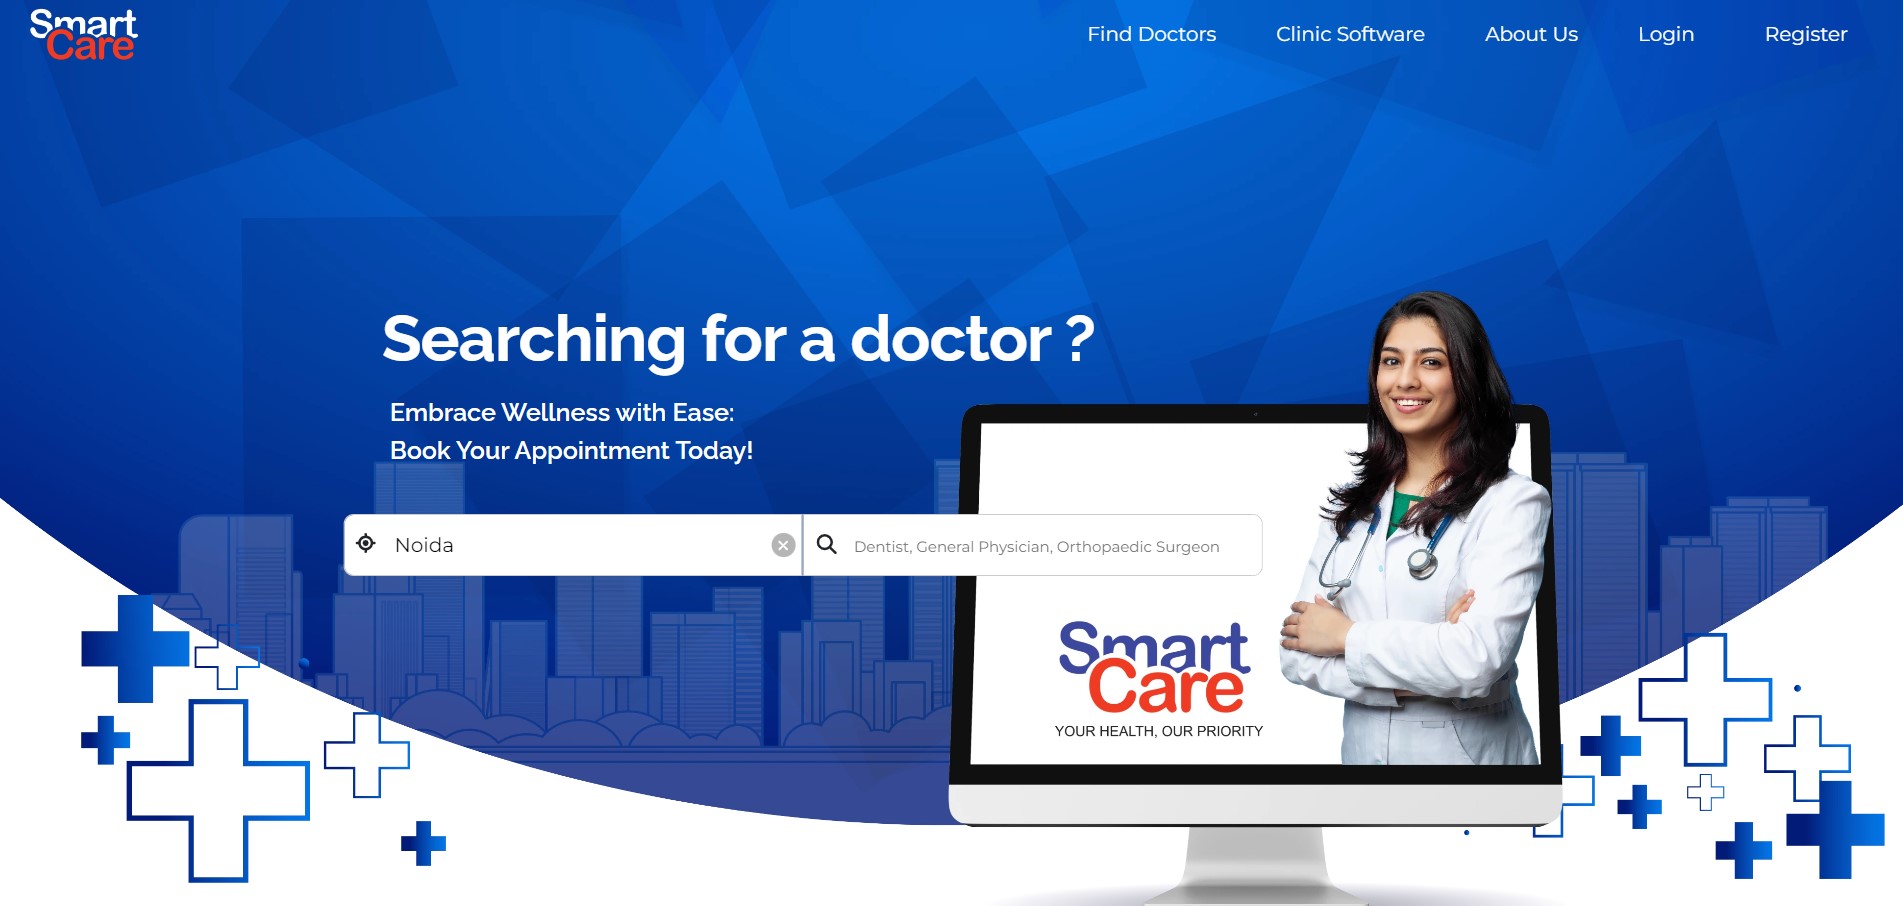 Smart
Care
Find Doctors
Clinic Software
About Us
Login
Register
Searching for a doctor ?
Embrace Wellness with Ease:
Book Your Appointment Today!
Noida
Dentist, General Physician, Orthopaedic Surgeon
Smart
Care
YOUR HEALTH, OUR PRIORITY